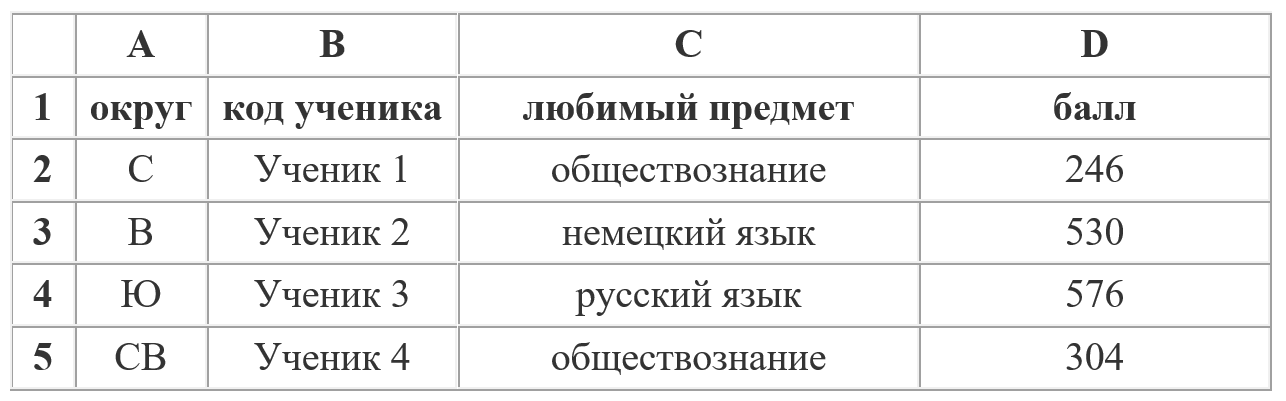 A B C D
1 округ код ученика любимый предмет балл
2 С Ученик 1 обществознание 246
3 В Ученик 2 немецкий язык 530
4 Ю Ученик 3 русский язык 576
5 СВ Ученик 4 обществознание 304